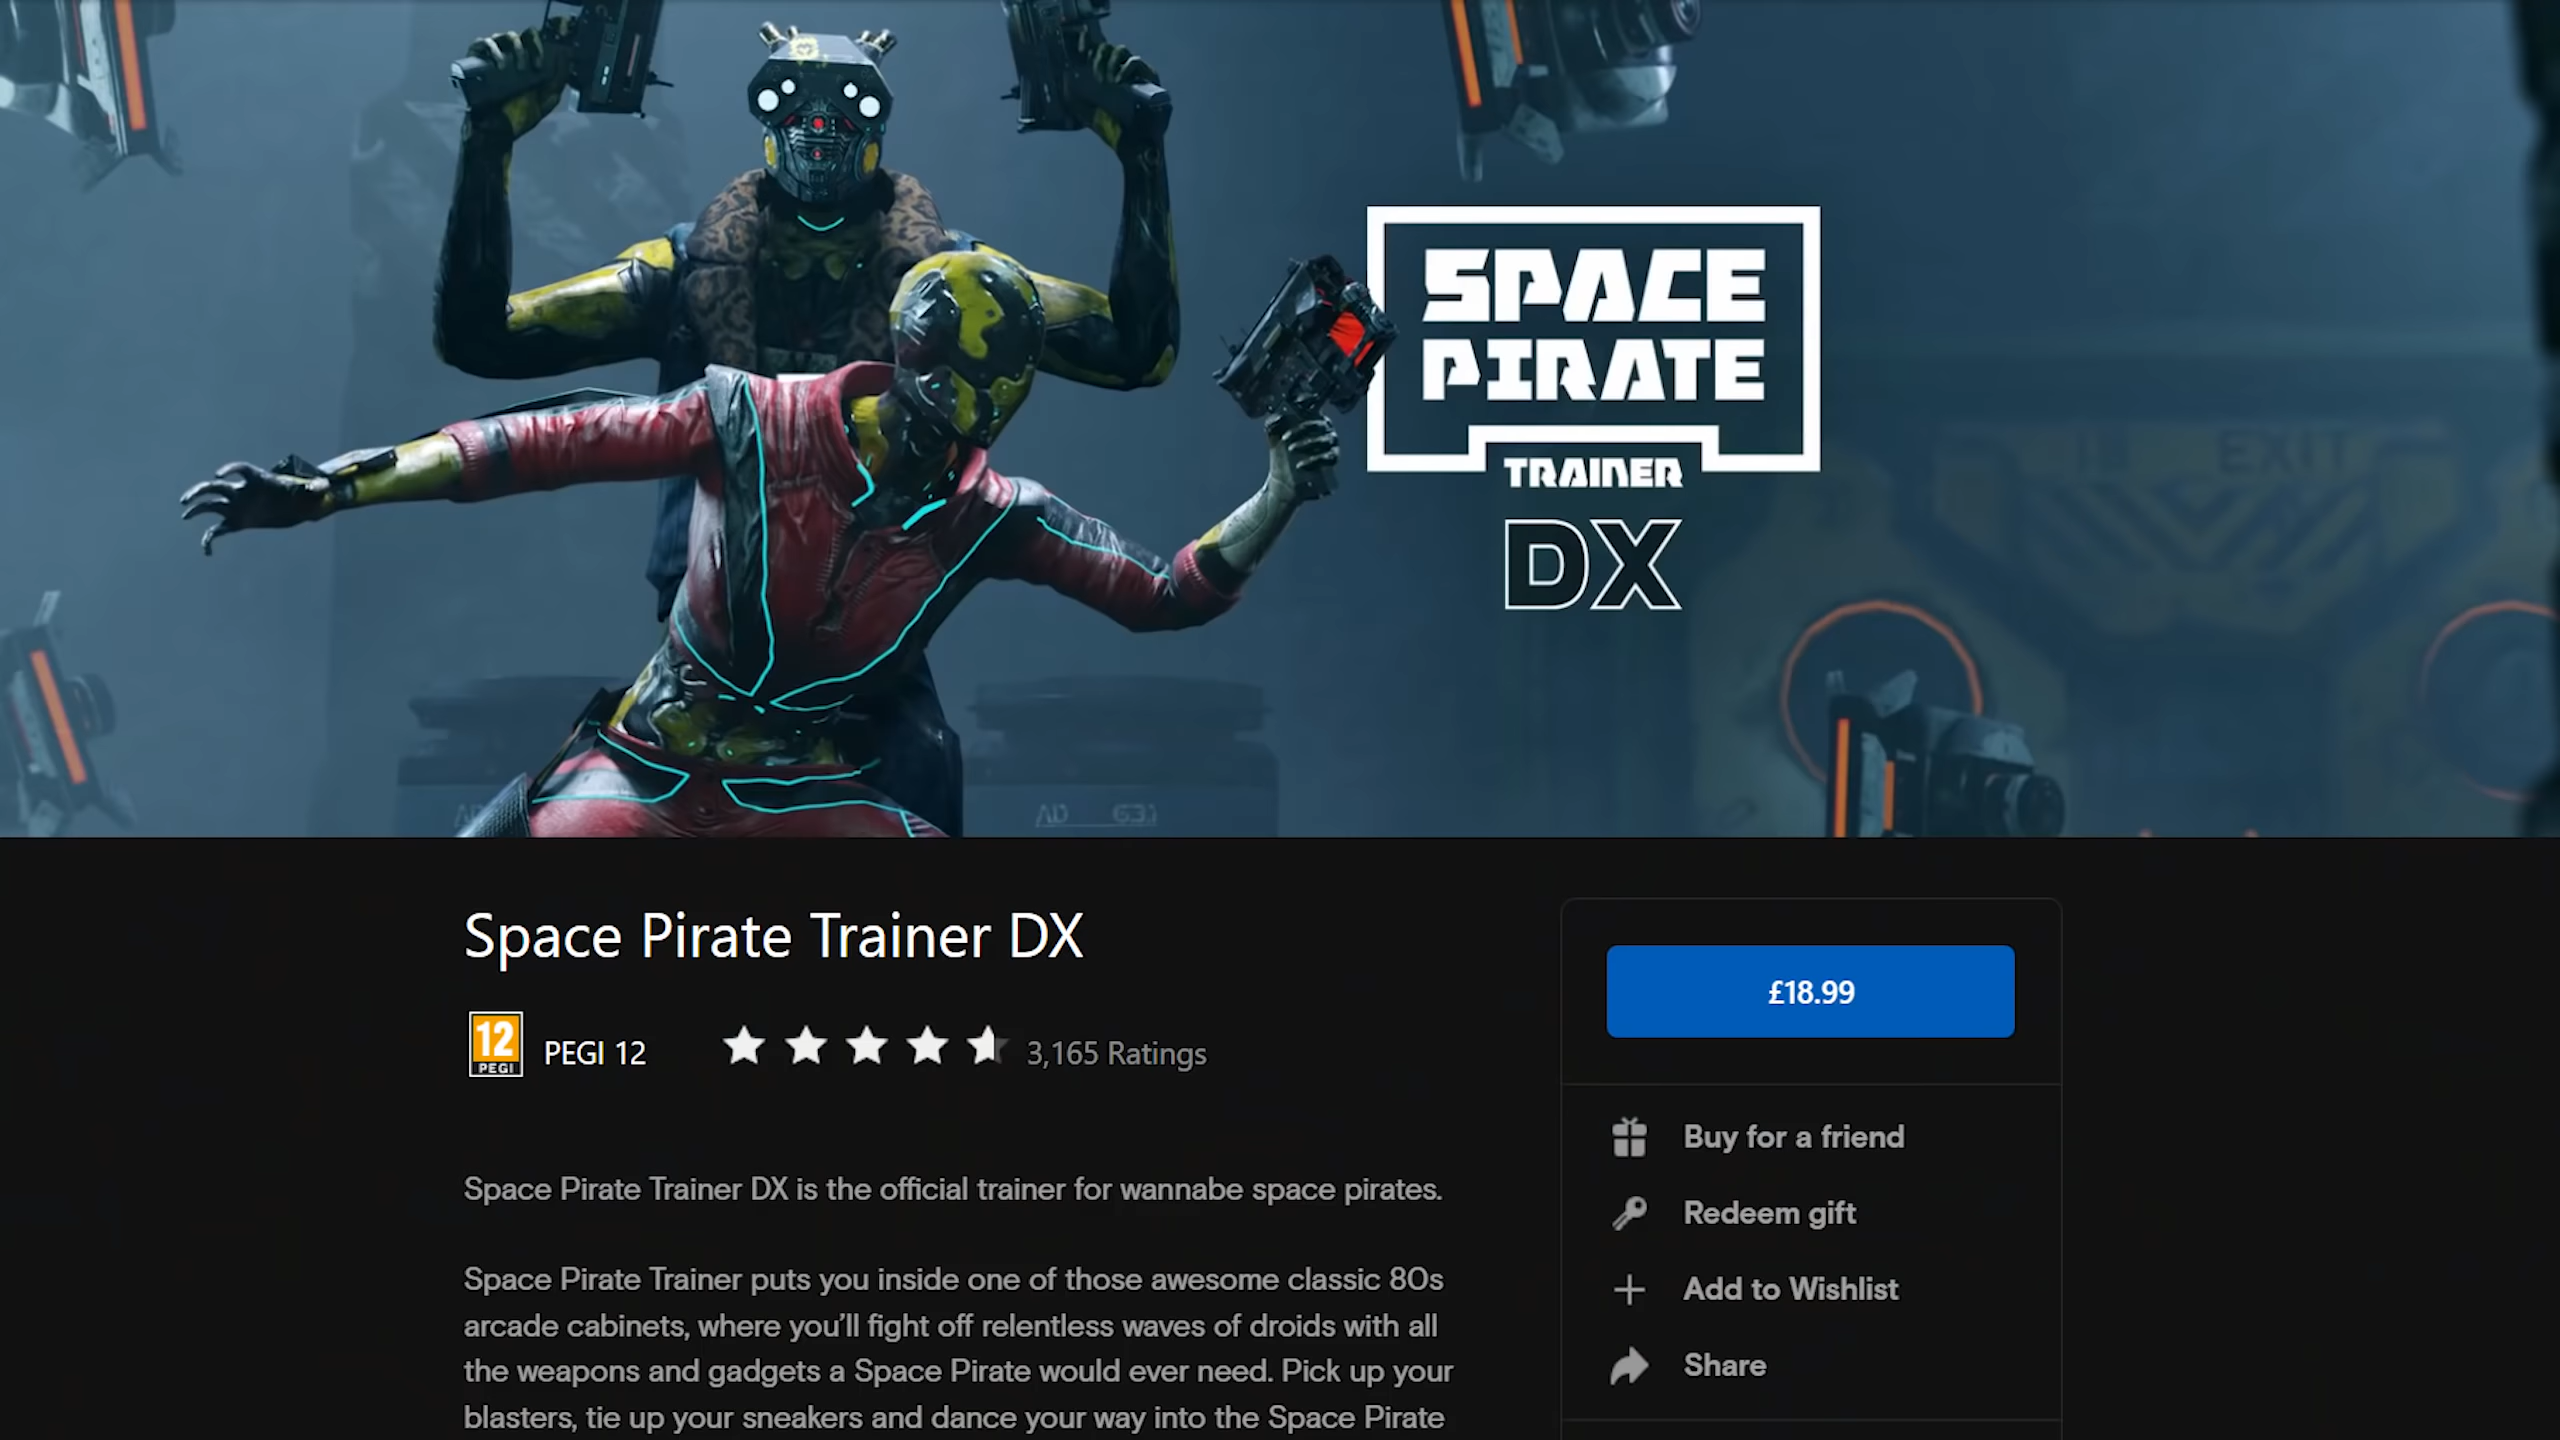 SPACE
PIRATE
TRAINER
DX
EXIT
AD 63.1
Space Pirate Trainer DX
£18.99
12
PEGI
PEGI 12
3,165 Ratings
Buy for a friend
Space Pirate Trainer DX is the official trainer for wannabe space pirates.
Redeem gift
Space Pirate Trainer puts you inside one of those awesome classic 80s
Add to Wishlist
arcade cabinets, where you'll fight off relentless waves of droids with all
the weapons and gadgets a Space Pirate would ever need. Pick up your
Share
blasters, tie up your sneakers and dance your way into the Space Pirate